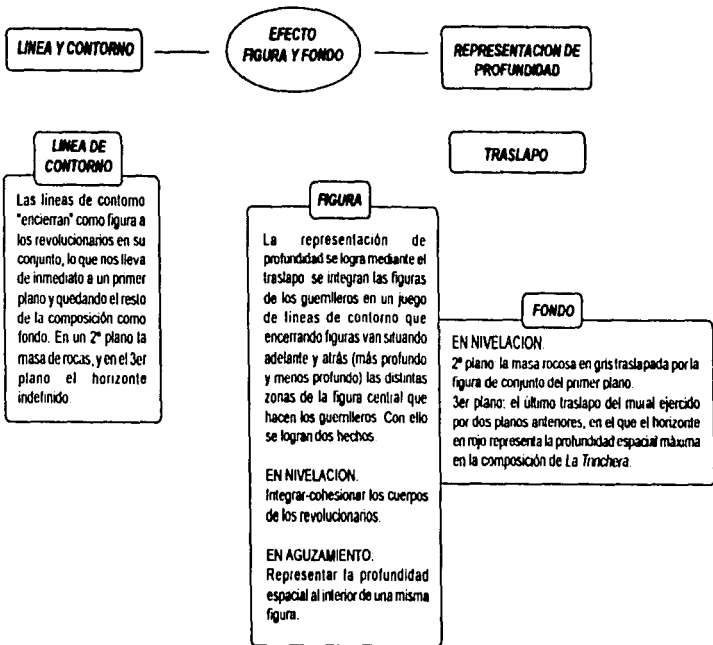 LINEA Y CONTORNO
EFECTO
FIGURA Y FONDO
REPRESENTACION DE
PROFUNDIDAD
LINEA DE
CONTORNO
Las lineas de contorno
"encierran" como figura a
los revolucionarios en su
conjunto, lo que nos lleva
de inmediato a un primer
plano y quedando el resto
de la composición como
fondo. En un 2º plano la
masa de rocas, y en el 3er
plano el horizonte
indefinido.
TRASLAPO
FIGURA
La representación de
profundidad se logra mediante el
traslapo se integran las figuras
de los guerrilleros en un juego
de lineas de contorno que
encerrando figuras van situando
adelante y atrás (más profundo
y menos profundo) las distintas
zonas de la figura central que
hacen los guerrilleros Con ello
se logran dos hechos
EN NIVELACION.
Integrar-cohesionar los cuerpos
de los revolucionarios.
EN AGUZAMIENTO.
Representar la profundidad
espacial al interior de una misma
figura.
FONDO
EN NIVELACION.
2º plano: la masa rocosa en gris traslapada por la
figura de conjunto del primer plano.
3er plano: el último traslapo del mural ejercido
por dos planos anteriores, en el que el horizonte
en rojo representa la profundidad espacial máxima
en la composición de La Trinchera.